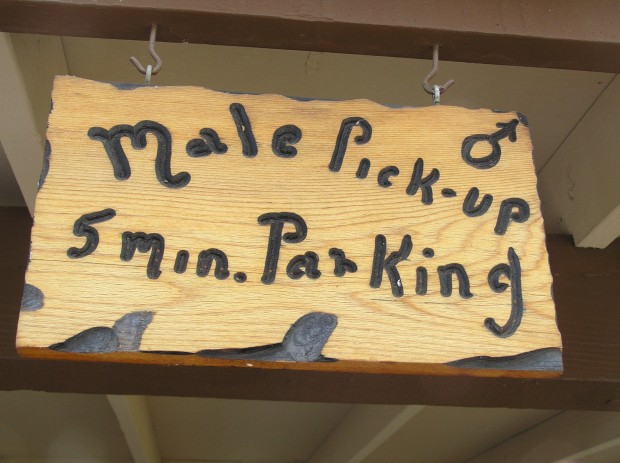 Male Pick-up ♂
5 min. Parking